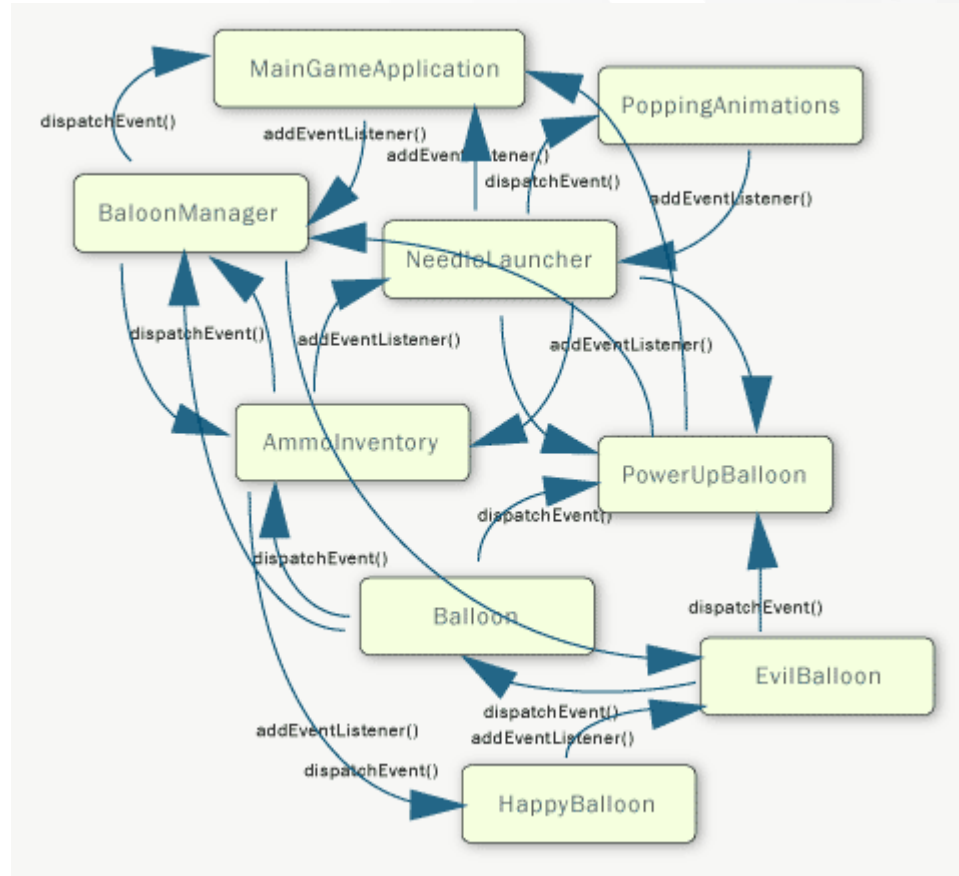 MainGameApplication
PoppingAnimations
dispatchEvent()
addEventListener()
addEventListener()
dispatchEvent()
addEventListener()
BaloonManager
NeedleLauncher
dispatchEvent()
addEventListener()
addEventListener()
AmmoInventory
PowerUpBalloon
dispatchEvent()
dispatchEvent()
dispatchEvent()
Balloon
EvilBalloon
dispatchEvent()
addEventListener()
addEventListener()
dispatchEvent()
HappyBalloon